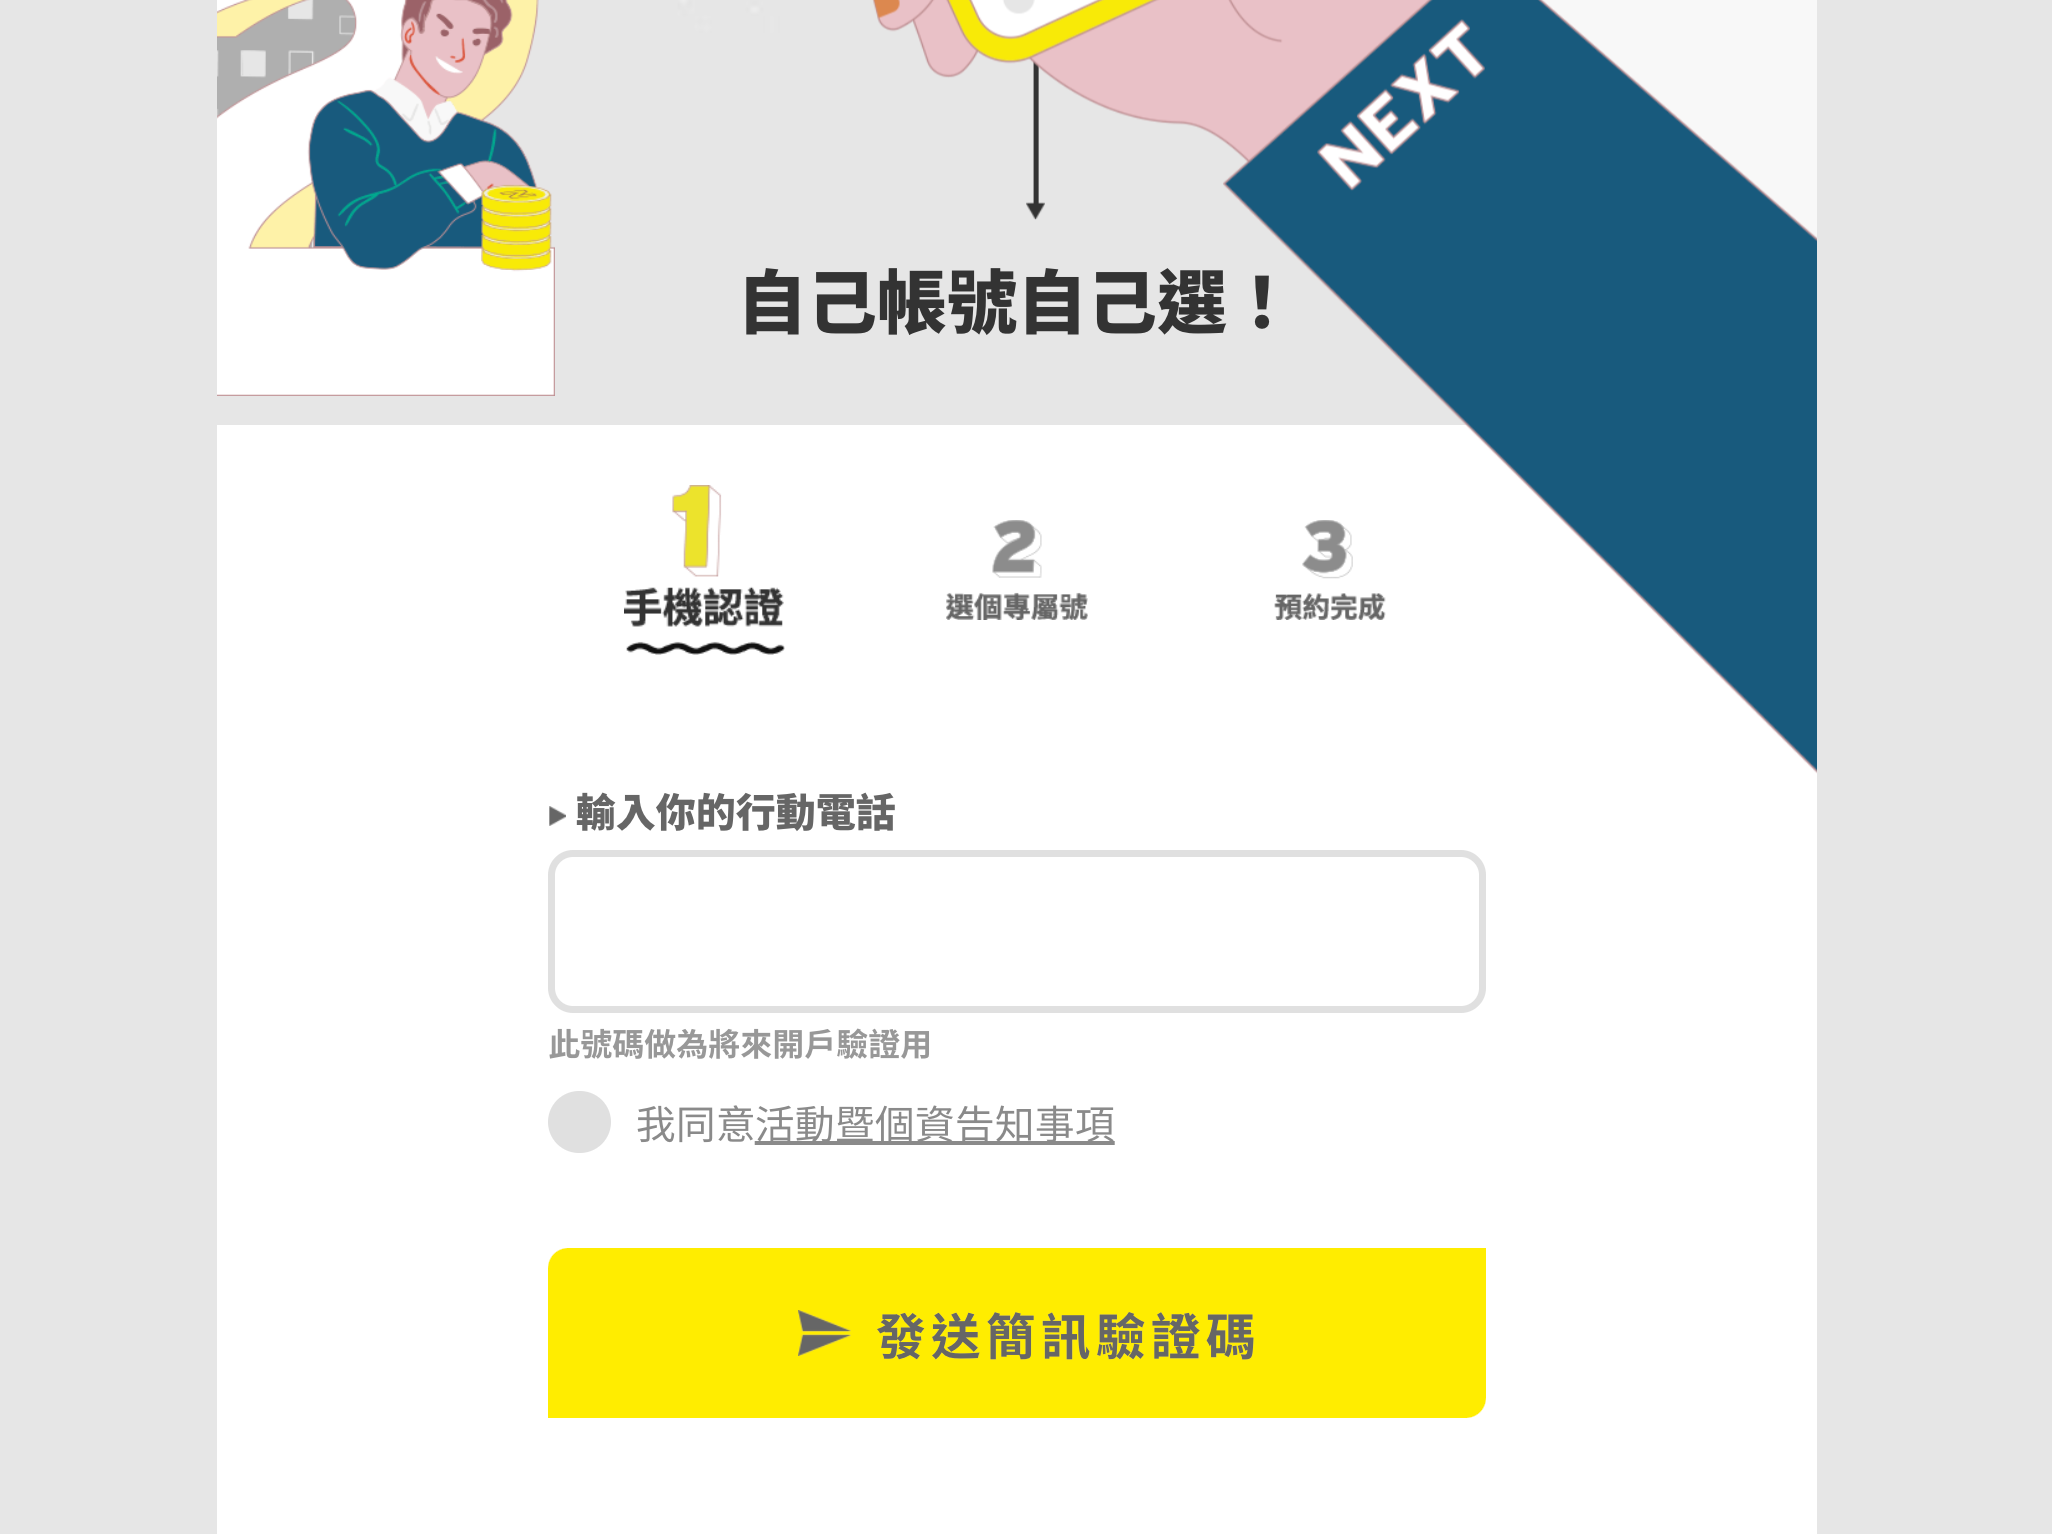 NEXT
自己帳號自己選！
1
手機認證
2
選個專屬號
3
預約完成
輸入你的行動電話
此號碼做為將來開戶驗證用
我同意活動暨個資告知事項
發送簡訊驗證碼